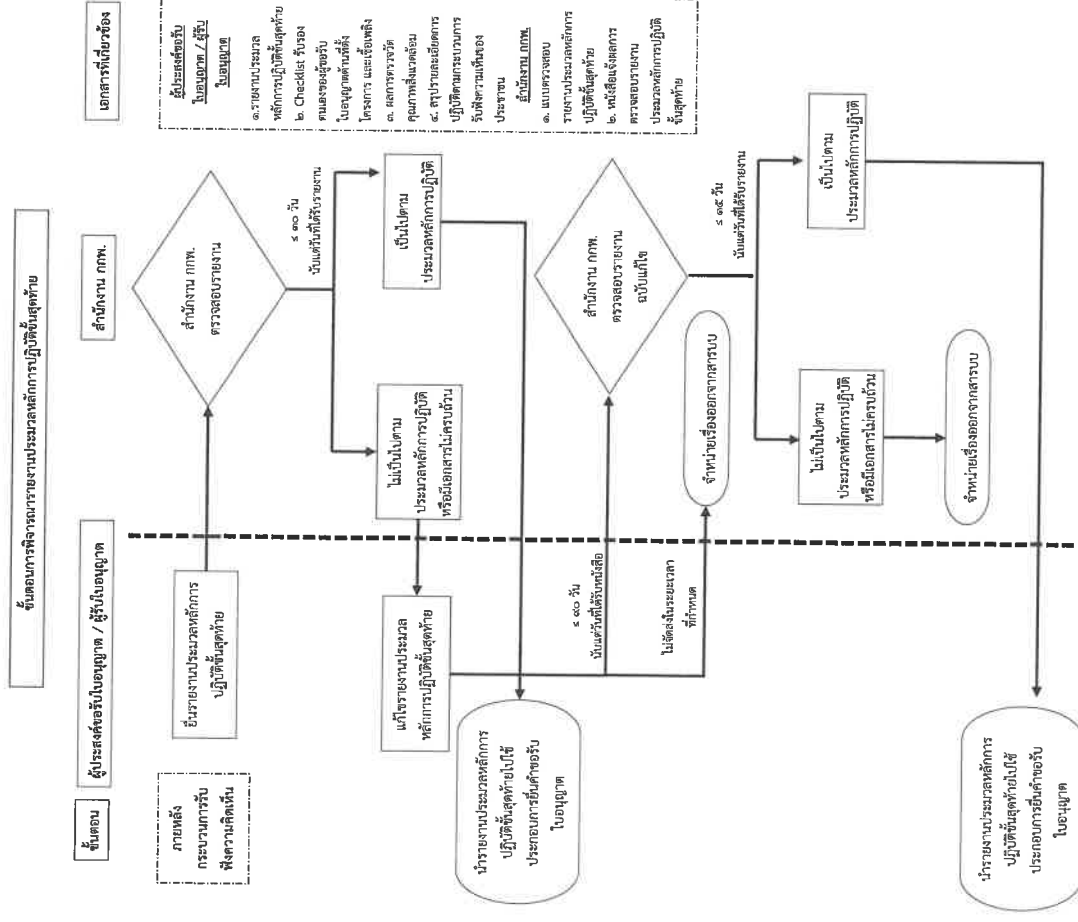 ขั้นตอนการพิจารณารายงานประมวลหลักการปฏิบัติขั้นสุดท้าย
ขั้นตอน
ผู้ประสงค์ขอรับใบอนุญาต / ผู้รับใบอนุญาต
สำนักงาน กกพ.
เอกสารที่เกี่ยวข้อง
ภายหลัง
กระบวนการรับ
ฟังความคิดเห็น
ยื่นรายงานประมวลหลักการ
ปฏิบัติขั้นสุดท้าย
สำนักงาน กกพ.
ตรวจสอบรายงาน
ผู้ประสงค์ขอรับ
ใบอนุญาต / ผู้รับ
ใบอนุญาต
๑.รายงานประมวล
หลักการปฏิบัติขั้นสุดท้าย
๒. Checklist รับรอง
ตนเองของผู้ขอรับ
ใบอนุญาตด้านที่ตั้ง
โครงการ และเชื้อเพลิง
๓. ผลการตรวจวัด
คุณภาพสิ่งแวดล้อม
๔. สรุปรายละเอียดการ
ปฏิบัติตามกระบวนการ
รับฟังความเห็นของ
ประชาชน
สำนักงาน กกพ.
๑. แบบตรวจสอบ
รายงานประมวลหลักการ
ปฏิบัติขั้นสุดท้าย
๒. หนังสือแจ้งผลการ
ตรวจสอบรายงาน
ประมวลหลักการปฏิบัติ
ขั้นสุดท้าย
≤ ๓๐ วัน
นับแต่วันที่ได้รับรายงาน
แก้ไขรายงานประมวล
หลักการปฏิบัติขั้นสุดท้าย
ไม่เป็นไปตาม
ประมวลหลักการปฏิบัติ
หรือมีเอกสารไม่ครบถ้วน
เป็นไปตาม
ประมวลหลักการปฏิบัติ
นำรายงานประมวลหลักการ
ปฏิบัติขั้นสุดท้ายไปใช้
ประกอบการยื่นคำขอรับ
ใบอนุญาต
≤ ๙๐ วัน
นับแต่วันที่ได้รับหนังสือ
สำนักงาน กกพ.
ตรวจสอบรายงาน
ฉบับแก้ไข
ไม่จัดส่งในระยะเวลา
ที่กำหนด
จำหน่ายเรื่องออกจากสารบบ
≤ ๑๕ วัน
นับแต่วันที่ได้รับรายงาน
ไม่เป็นไปตาม
ประมวลหลักการปฏิบัติ
หรือมีเอกสารไม่ครบถ้วน
เป็นไปตาม
ประมวลหลักการปฏิบัติ
จำหน่ายเรื่องออกจากสารบบ
นำรายงานประมวลหลักการ
ปฏิบัติขั้นสุดท้ายไปใช้
ประกอบการยื่นคำขอรับ
ใบอนุญาต